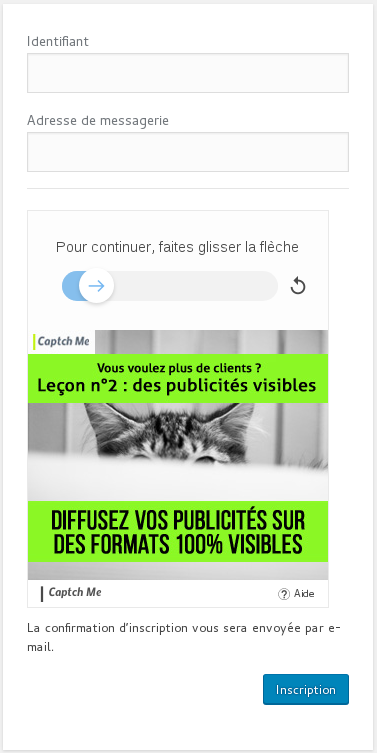 Identifiant
Adresse de messagerie
Pour continuer, faites glisser la flèche
Captch Me
Vous voulez plus de clients ?
Leçon n°2 : des publicités visibles
DIFFUSEZ VOS PUBLICITÉS SUR
DES FORMATS 100% VISIBLES
Captch Me
? Aide
La confirmation d'inscription vous sera envoyée par e-
mail.
Inscription